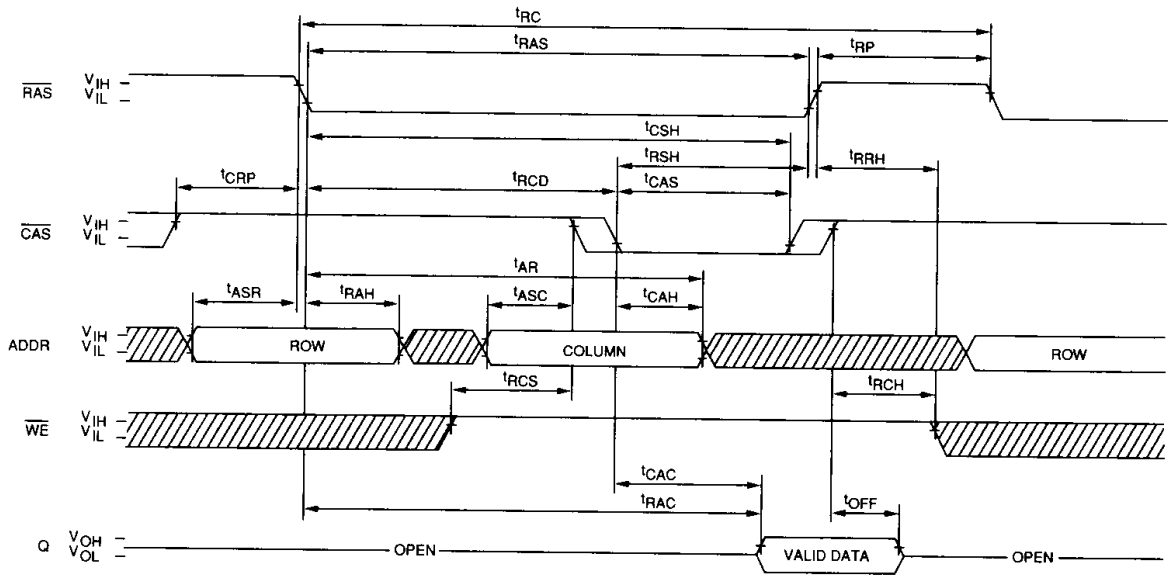 tRC
tRAS
tRP
RAS
VIH
VIL
tCSH
tRSH
tRRH
tCRP
tRCD
tCAS
CAS
VIH
VIL
tAR
tASR
tRAH
tASC
tCAH
ADDR
VIH
VIL
ROW
COLUMN
ROW
tRCS
tRCH
WE
VIH
VIL
tCAC
tRAC
tOFF
Q
VOH
VOL
OPEN
VALID DATA
OPEN